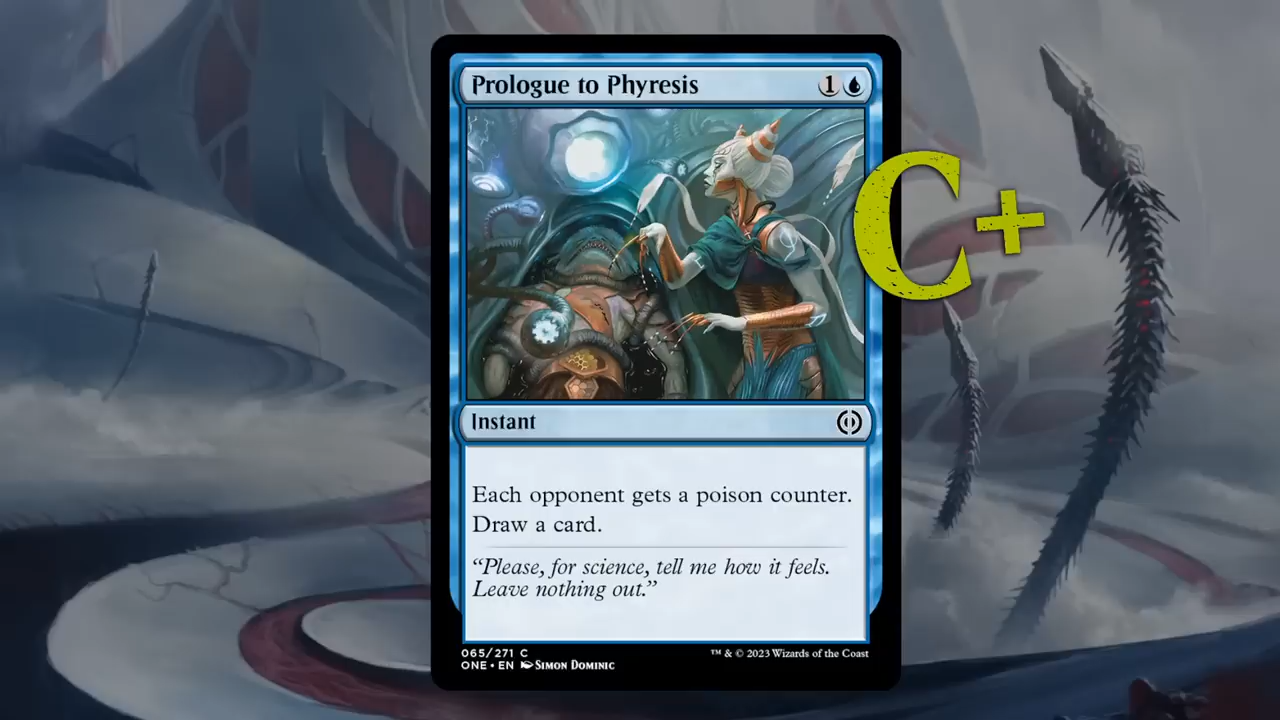 Prologue to Phyresis 1
C+
Instant
Each opponent gets a poison counter.
Draw a card.
“Please, for science, tell me how it feels.
Leave nothing out.”
065/271 C
ONE • EN Simon Dominic
™ & © 2023 Wizards of the Coast